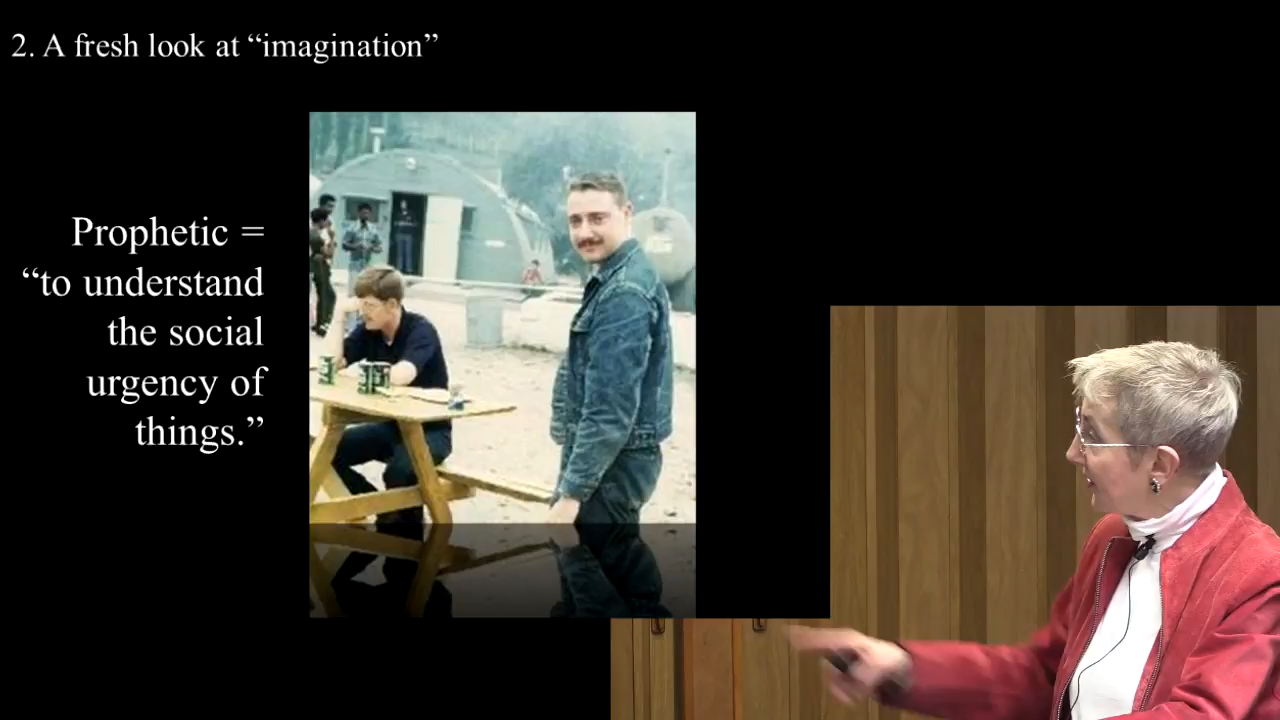 2. A fresh look at “imagination”
Prophetic =
“to understand
the social
urgency of
things.”